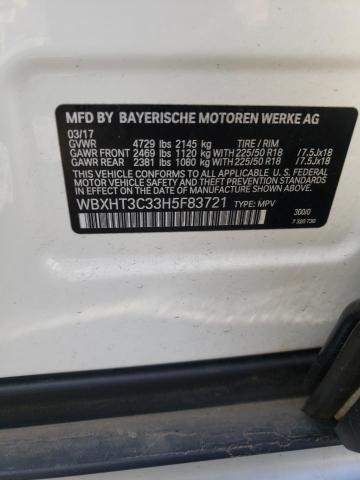 MFD BY BAYERISCHE MOTOREN WERKE AG
03/17
GVWR 4729 lbs 2145 kg TIRE / RIM
GAWR FRONT 2469 lbs 1120 kg WITH 225/50 R18 /7.5Jx18
GAWR REAR 2381 lbs 1080 kg WITH 225/50 R18 /7.5Jx18
THIS VEHICLE CONFORMS TO ALL APPLICABLE U. S. FEDERAL
MOTOR VEHICLE SAFETY STANDARDS IN EFFECT
ON THE DATE OF MANUFACTURE SHOWN ABOVE.
WBXHT3C33H5F83721 TYPE: MPV
300/0